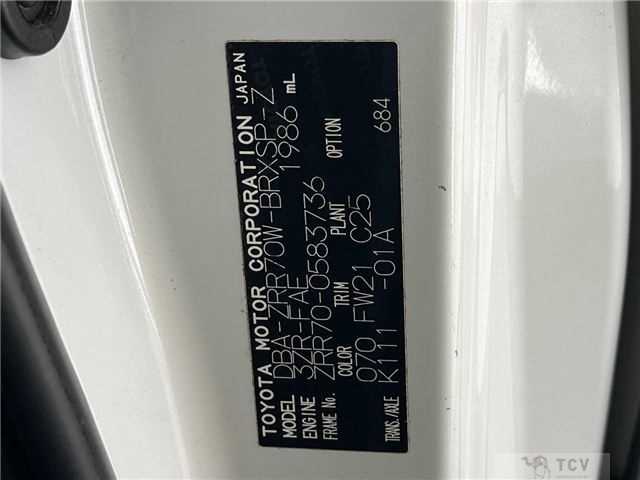 TOYOTA MOTOR CORPORATION JAPAN
MODEL DBA-ZRR70W-BRXSP-Z
ENGINE 3ZR-FAE 1986 mL
FRAME No. ZRR70-0583736
COLOR TRIM PLANT OPTION
070 FW21 C25 684
TRANS./AXLE K111 -01A
TCV